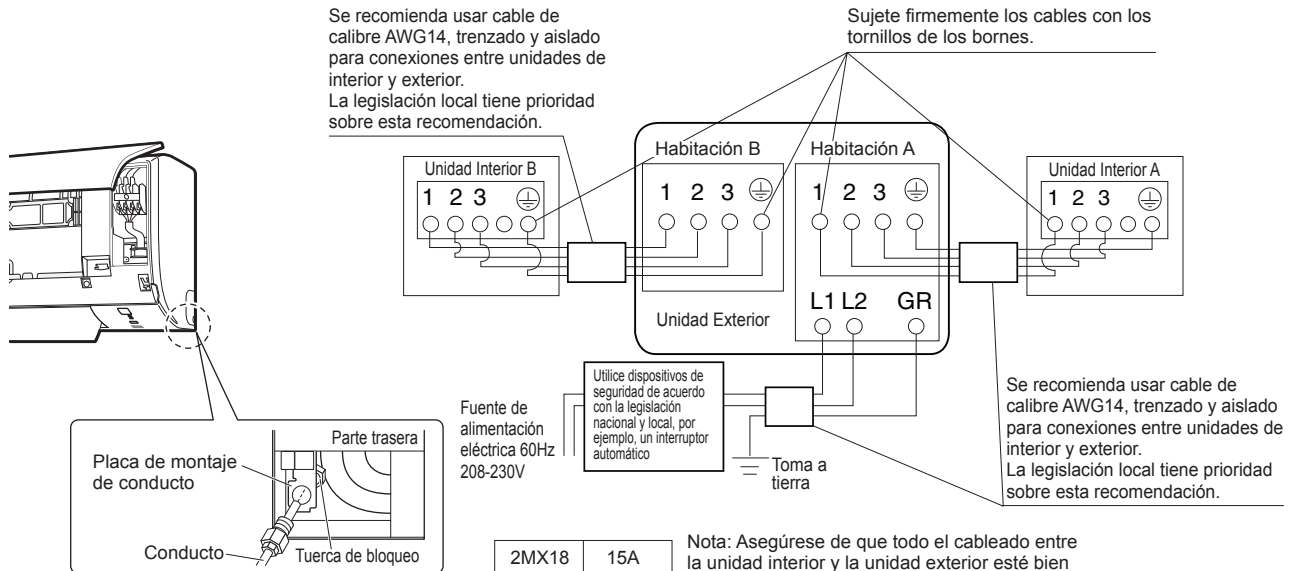 Se recomienda usar cable de
calibre AWG14, trenzado y aislado
para conexiones entre unidades de
interior y exterior.
La legislación local tiene prioridad
sobre esta recomendación.
Sujete firmemente los cables con los
tornillos de los bornes.
Unidad Interior B
1 2 3
Habitación B
1 2 3
Habitación A
1 2 3
Unidad Interior A
1 2 3
Unidad Exterior
L1 L2 GR
Fuente de
alimentación
eléctrica 60Hz
208-230V
Utilice dispositivos de
seguridad de acuerdo
con la legislación
nacional y local, por
ejemplo, un interruptor
automático
Toma a
tierra
Se recomienda usar cable de
calibre AWG14, trenzado y aislado
para conexiones entre unidades de
interior y exterior.
La legislación local tiene prioridad
sobre esta recomendación.
Parte trasera
Placa de montaje
de conducto
Conducto
Tuerca de bloqueo
2MX18 15A
Nota: Asegúrese de que todo el cableado entre
la unidad interior y la unidad exterior esté bien